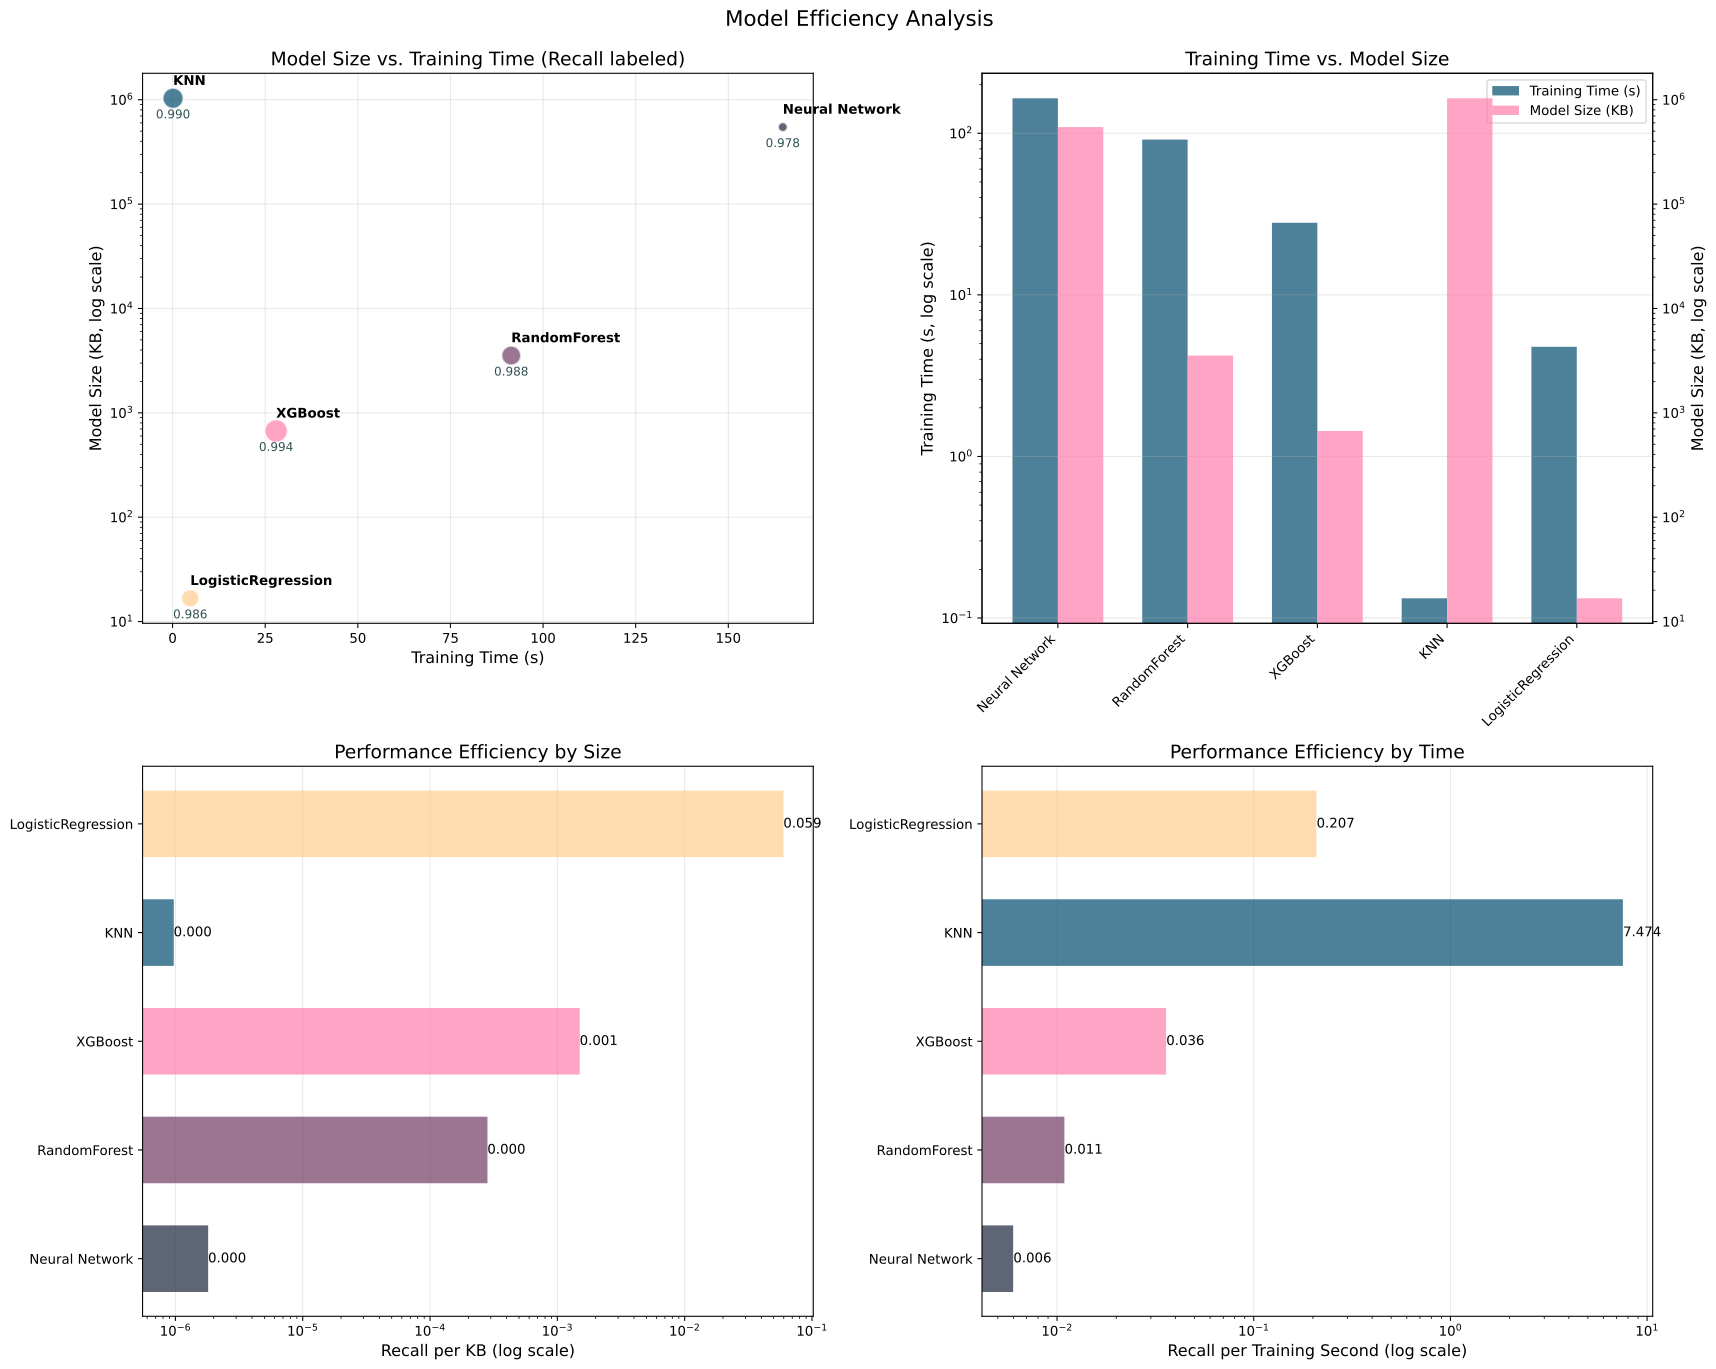 Model Efficiency Analysis
Model Size vs. Training Time (Recall labeled)
KNN
0.990
Neural Network
0.978
RandomForest
0.988
XGBoost
0.994
LogisticRegression
0.986
Model Size (KB, log scale)
10⁶
10⁵
10⁴
10³
10²
10¹
0 25 50 75 100 125 150
Training Time (s)
Training Time vs. Model Size
Training Time (s)
Model Size (KB)
Training Time (s, log scale)
10²
10¹
10⁰
10⁻¹
10⁶
10⁵
10⁴
10³
10²
10¹
Model Size (KB, log scale)
Neural Network
RandomForest
XGBoost
KNN
LogisticRegression
Performance Efficiency by Size
LogisticRegression 0.059
KNN 0.000
XGBoost 0.001
RandomForest 0.000
Neural Network 0.000
10⁻⁶ 10⁻⁵ 10⁻⁴ 10⁻³ 10⁻² 10⁻¹
Recall per KB (log scale)
Performance Efficiency by Time
LogisticRegression 0.207
KNN 7.474
XGBoost 0.036
RandomForest 0.011
Neural Network 0.006
10⁻² 10⁻¹ 10⁰ 10¹
Recall per Training Second (log scale)